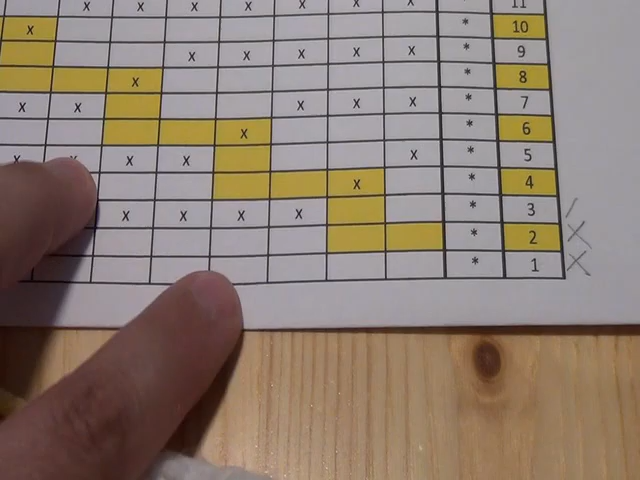 x x x x x x x * 11
x * 10
x x x x x * 9
x * 8
x x x x x * 7
x * 6
x x x x x * 5
x * 4
x x x x * 3 /
* 2 X
* 1 X